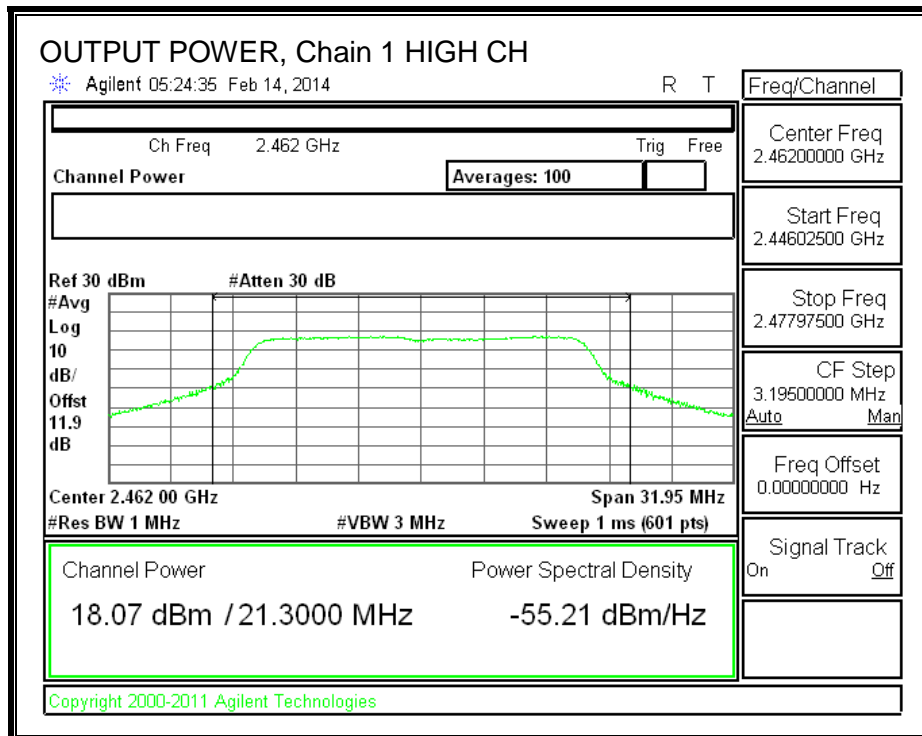 OUTPUT POWER, Chain 1 HIGH CH
Agilent 05:24:35 Feb 14, 2014 R T
Freq/Channel
Ch Freq 2.462 GHz Trig Free
Channel Power Averages: 100
Center Freq
2.46200000 GHz
Start Freq
2.44602500 GHz
Stop Freq
2.47797500 GHz
CF Step
3.19500000 MHz
Auto Man
Freq Offset
0.00000000 Hz
Signal Track
On Off
Ref 30 dBm #Atten 30 dB
#Avg
Log
10
dB/
Offst
11.9
dB
Center 2.462 00 GHz Span 31.95 MHz
#Res BW 1 MHz #VBW 3 MHz Sweep 1 ms (601 pts)
Channel Power Power Spectral Density
18.07 dBm / 21.3000 MHz -55.21 dBm/Hz
Copyright 2000-2011 Agilent Technologies